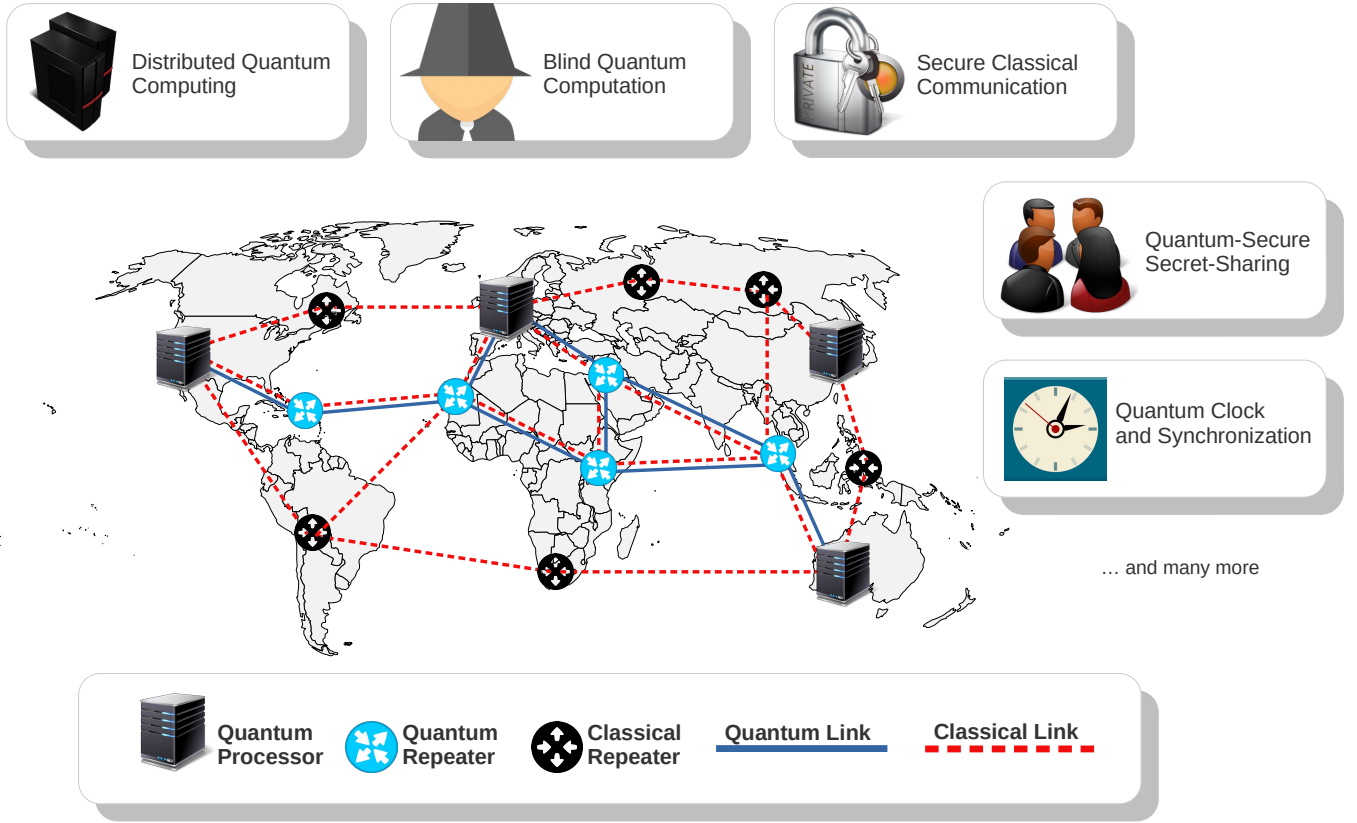 Distributed Quantum
Computing
Blind Quantum
Computation
PRIVATE
Secure Classical
Communication
Quantum-Secure
Secret-Sharing
Quantum Clock
and Synchronization
... and many more
Quantum
Processor
Quantum
Repeater
Classical
Repeater
Quantum Link
Classical Link